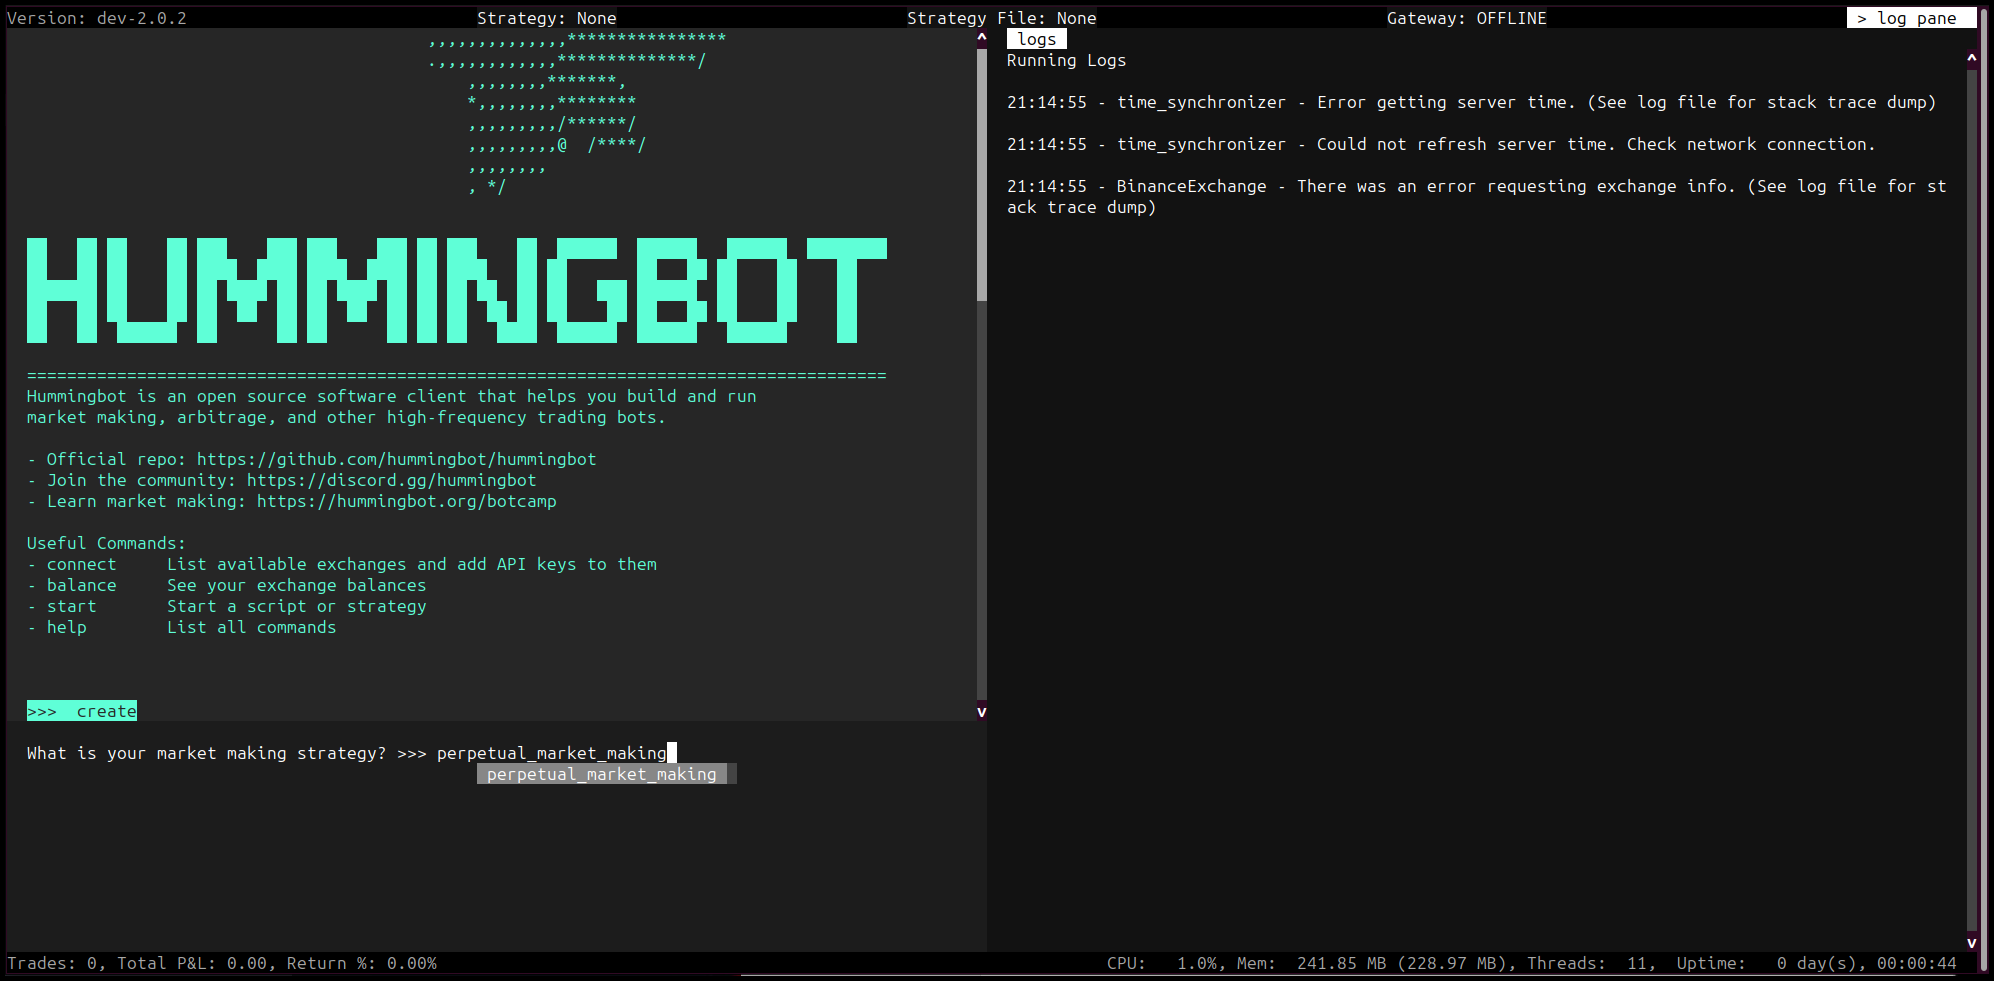 Version: dev-2.0.2 Strategy: None Strategy File: None Gateway: OFFLINE > log pane
,,,,,,,,,,,,,,****************
.,,,,,,,,,,,,**************/
,,,,,,,,*******,
*,,,,,,,,********
,,,,,,,,,/******/
,,,,,,,,,@  /****/
,,,,,,,,
, */
HUMMINGBOT
======================================================================================
Hummingbot is an open source software client that helps you build and run
market making, arbitrage, and other high-frequency trading bots.
- Official repo: https://github.com/hummingbot/hummingbot
- Join the community: https://discord.gg/hummingbot
- Learn market making: https://hummingbot.org/botcamp
Useful Commands:
- connect     List available exchanges and add API keys to them
- balance     See your exchange balances
- start       Start a script or strategy
- help        List all commands
>>>  create
What is your market making strategy? >>> perpetual_market_making
perpetual_market_making
logs
Running Logs
21:14:55 - time_synchronizer - Error getting server time. (See log file for stack trace dump)
21:14:55 - time_synchronizer - Could not refresh server time. Check network connection.
21:14:55 - BinanceExchange - There was an error requesting exchange info. (See log file for st
ack trace dump)
Trades: 0, Total P&L: 0.00, Return %: 0.00% CPU:   1.0%, Mem:  241.85 MB (228.97 MB), Threads:  11,  Uptime:   0 day(s), 00:00:44